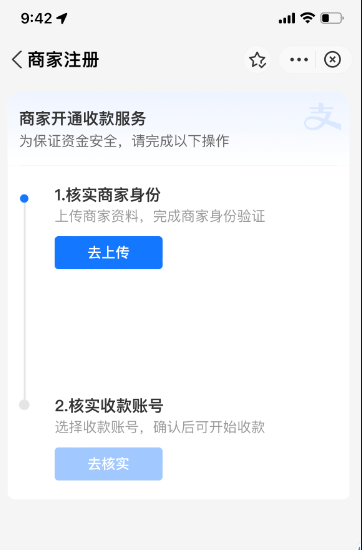 9:42
商家注册
商家开通收款服务
为保证资金安全，请完成以下操作
支
1.核实商家身份
上传商家资料，完成商家身份验证
去上传
2.核实收款账号
选择收款账号，确认后可开始收款
去核实